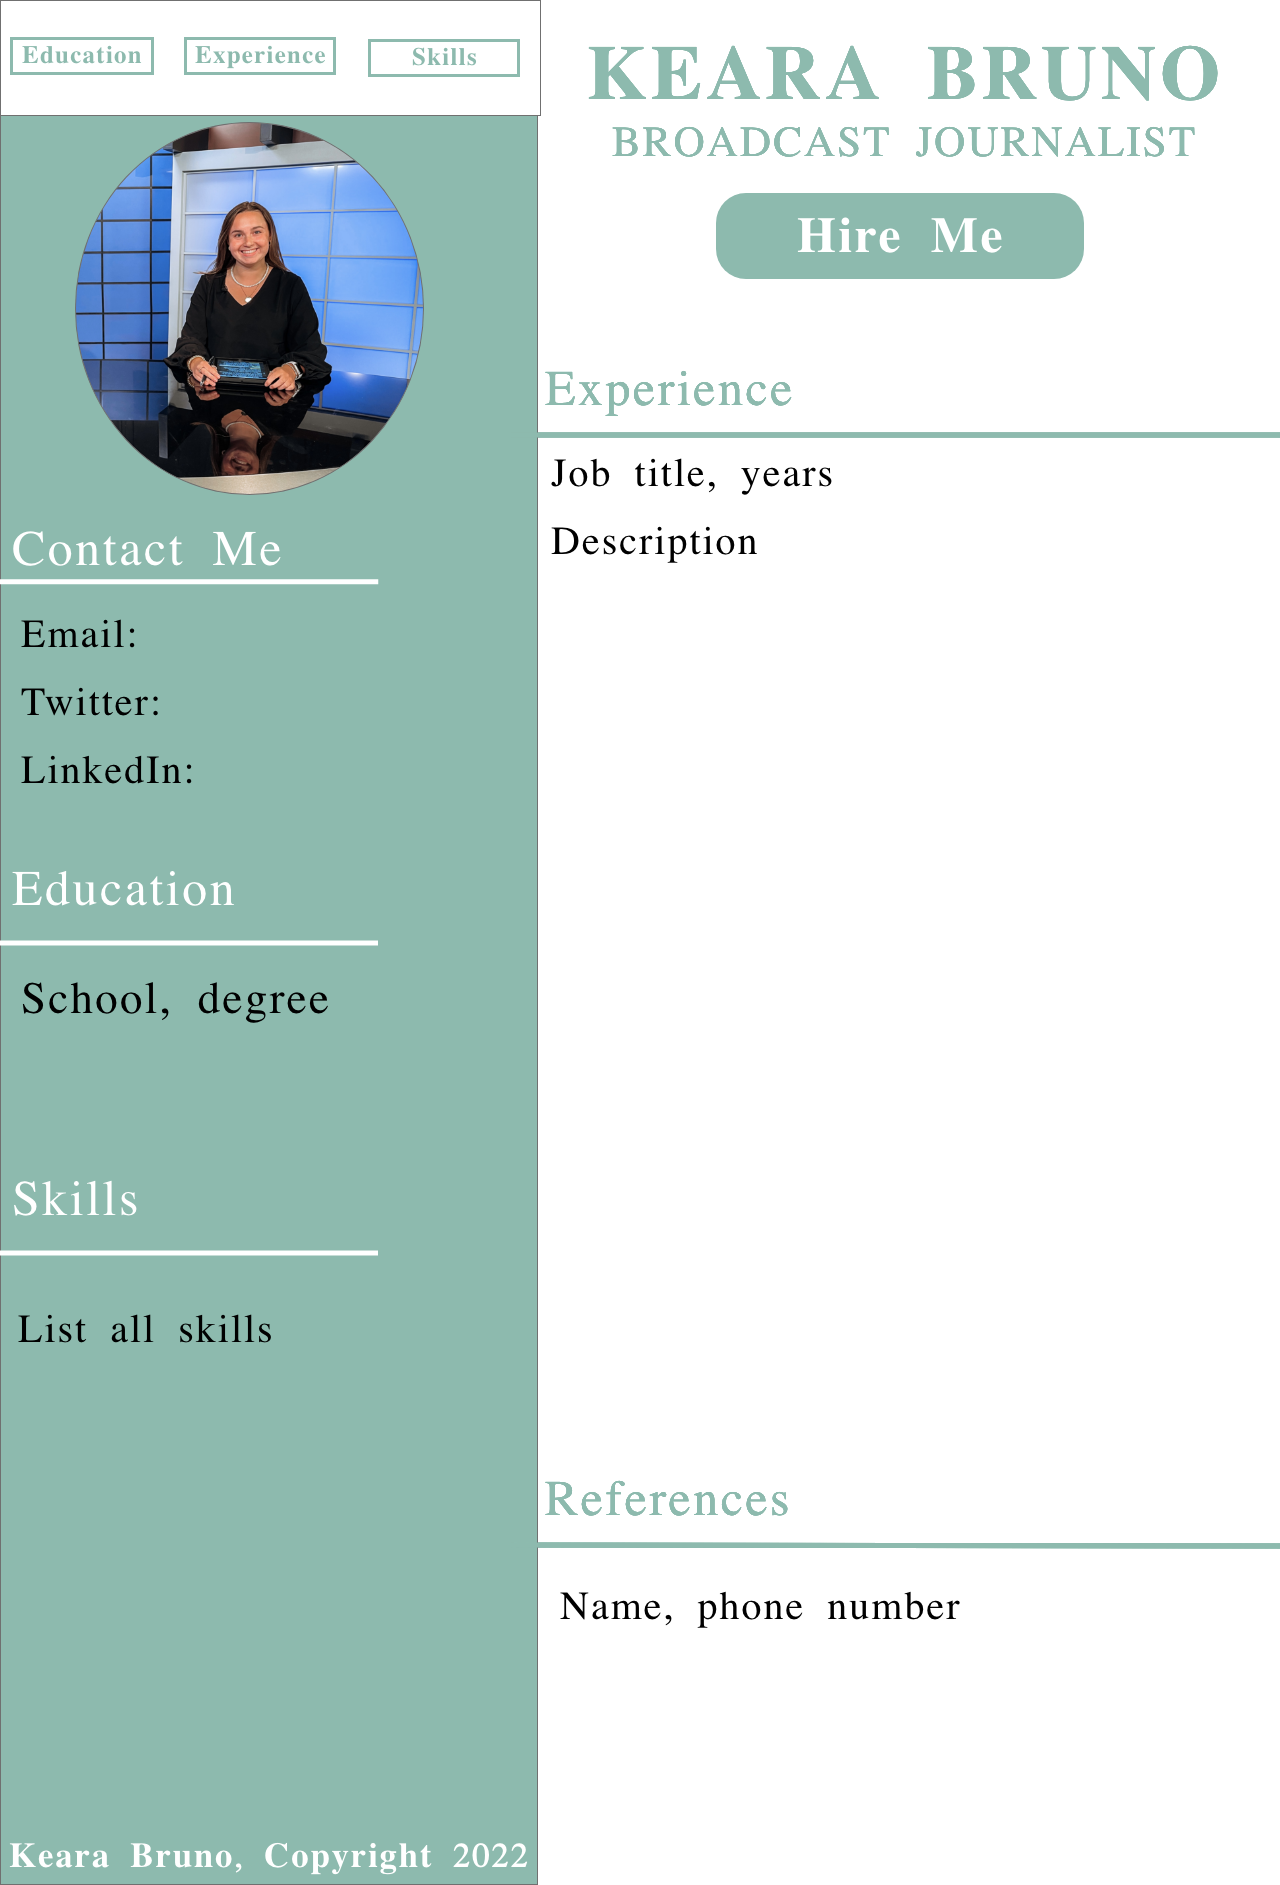 Education
Experience
Skills
KEARA BRUNO
BROADCAST JOURNALIST
Hire Me
Contact Me
Email:
Twitter:
LinkedIn:
Education
School, degree
Skills
List all skills
Experience
Job title, years
Description
References
Name, phone number
Keara Bruno, Copyright 2022